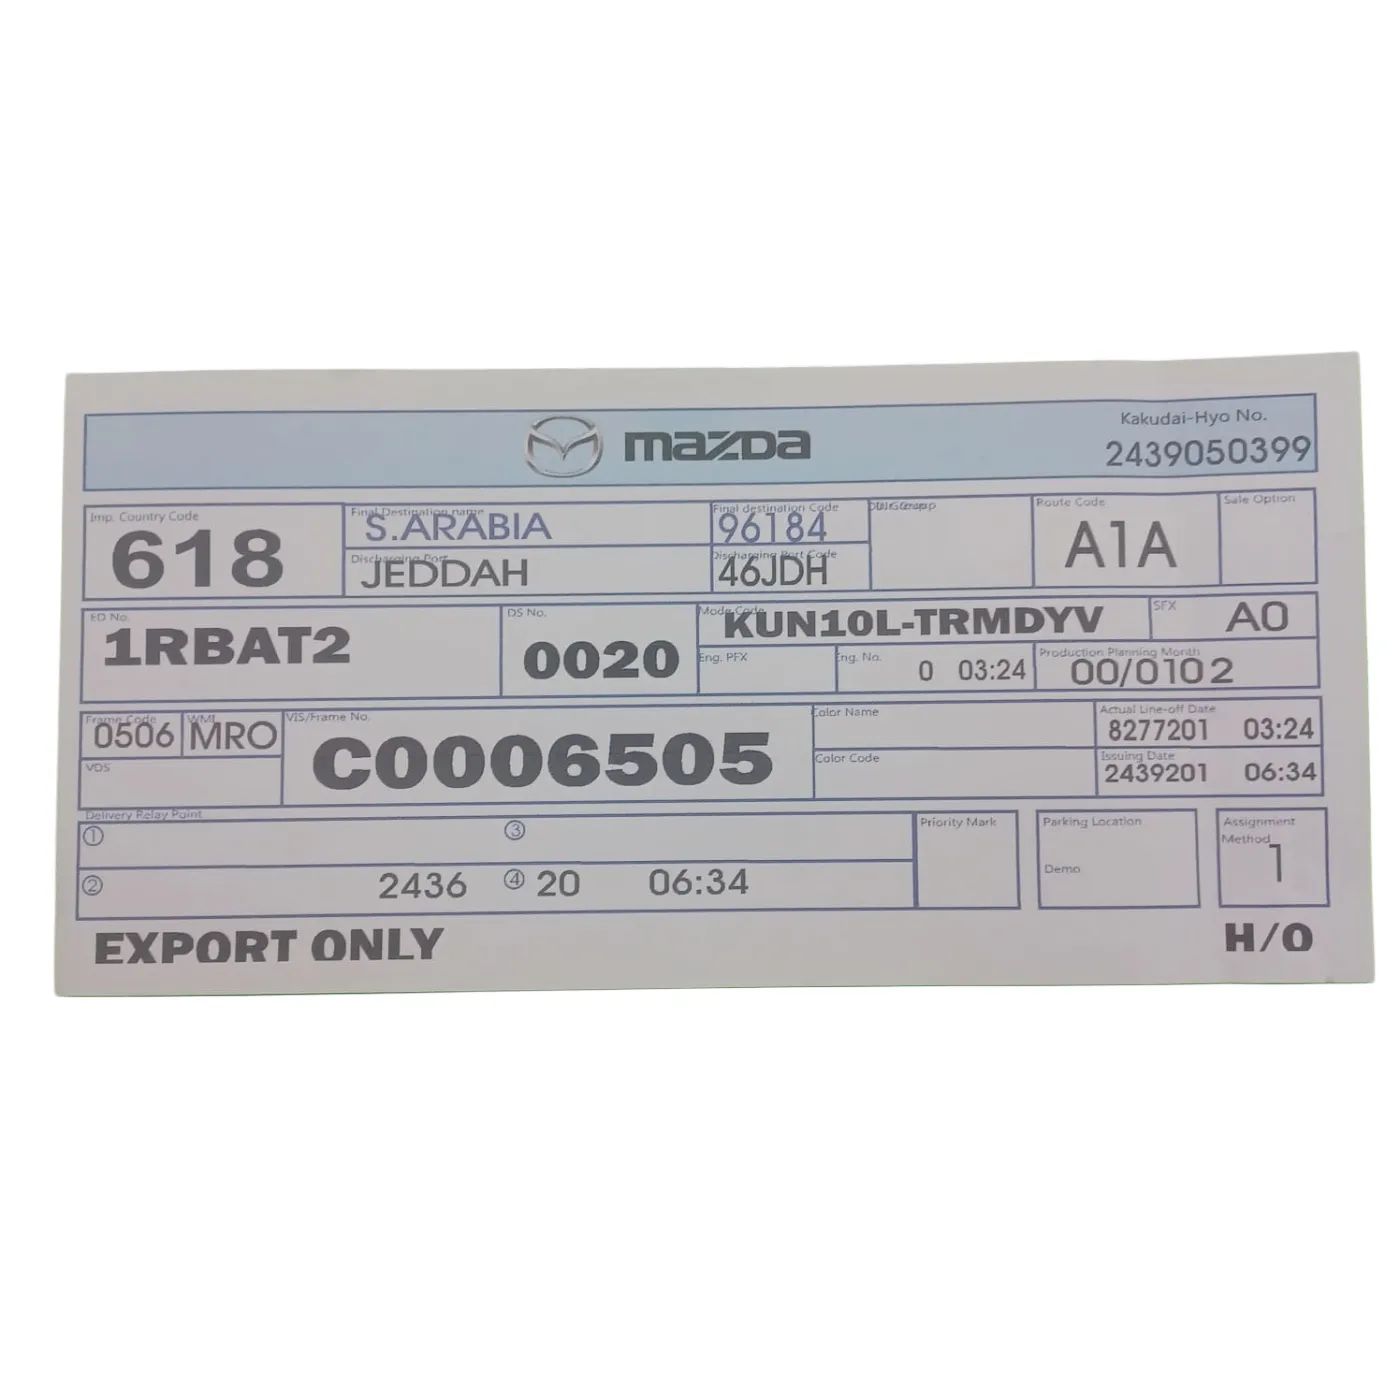 mazda
Kakudai-Hyo No.
2439050399
Imp. Country Code
618
Final Destination name
S.ARABIA
Final destination Code
96184
Discharging Port
JEDDAH
Discharging Port Code
46JDH
Route Code
A1A
Sale Option
ED No.
1RBAT2
DS No.
0020
Mode Code
KUN10L-TRMDYV
SFX
A0
Eng. PFX
Eng. No.
0 03:24
Production Planning Month
00/0102
Frame Code
0506
WMI
MRO
VDS
VIS/Frame No.
C0006505
Color Name
Color Code
Actual Line-off Date
8277201 03:24
Issuing Date
2439201 06:34
Delivery Relay Point
①
③
② 2436
④ 20 06:34
Priority Mark
Parking Location
Demo
Assignment
Method
1
EXPORT ONLY
H/O